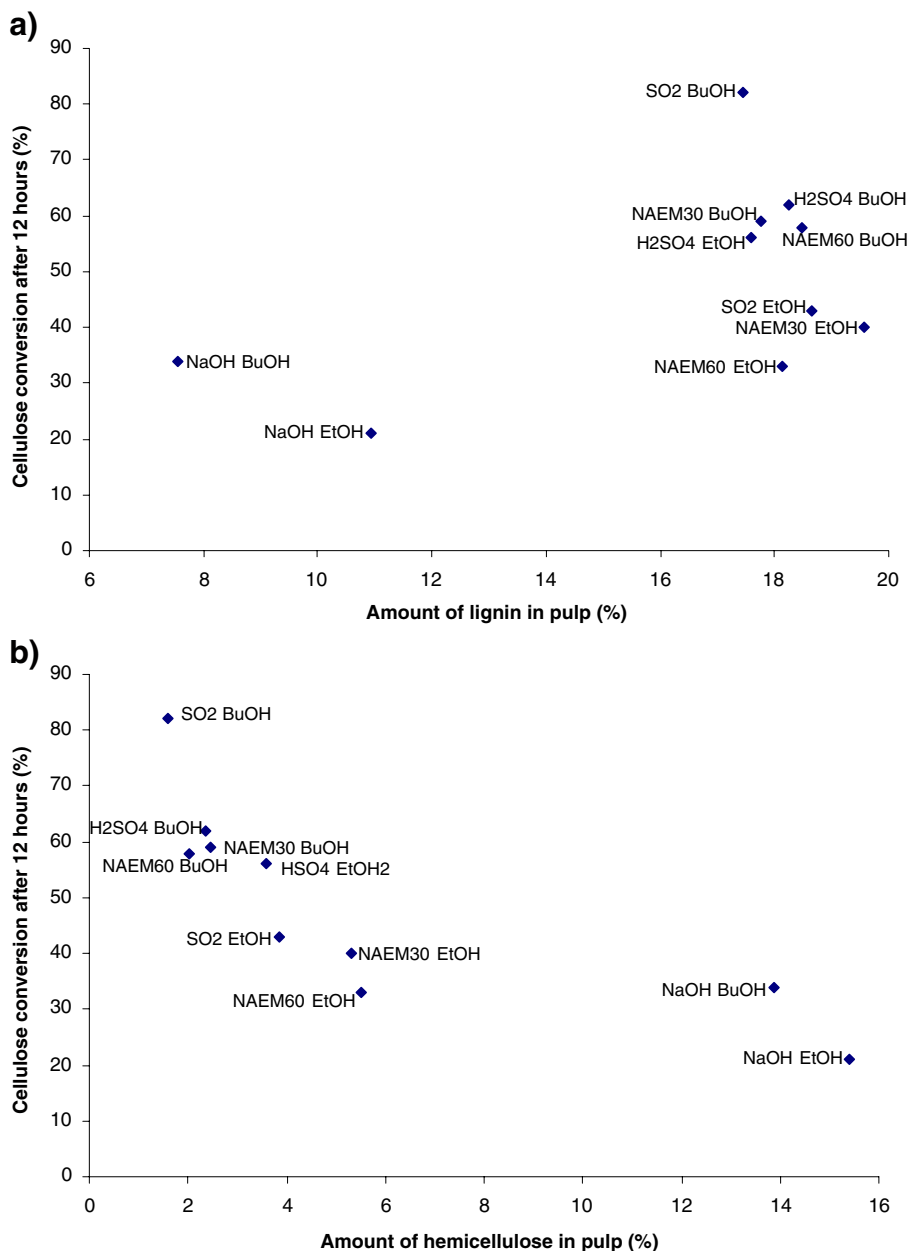 a)
Cellulose conversion after 12 hours (%)
90
80
70
60
50
40
30
20
10
0
SO2 BuOH
H2SO4 BuOH
NAEM30 BuOH
H2SO4 EtOH
NAEM60 BuOH
SO2 EtOH
NAEM30 EtOH
NAEM60 EtOH
NaOH BuOH
NaOH EtOH
6 8 10 12 14 16 18 20
Amount of lignin in pulp (%)
b)
Cellulose conversion after 12 hours (%)
90
80
70
60
50
40
30
20
10
0
SO2 BuOH
H2SO4 BuOH
NAEM30 BuOH
NAEM60 BuOH
HSO4 EtOH2
SO2 EtOH
NAEM30 EtOH
NAEM60 EtOH
NaOH BuOH
NaOH EtOH
0 2 4 6 8 10 12 14 16
Amount of hemicellulose in pulp (%)